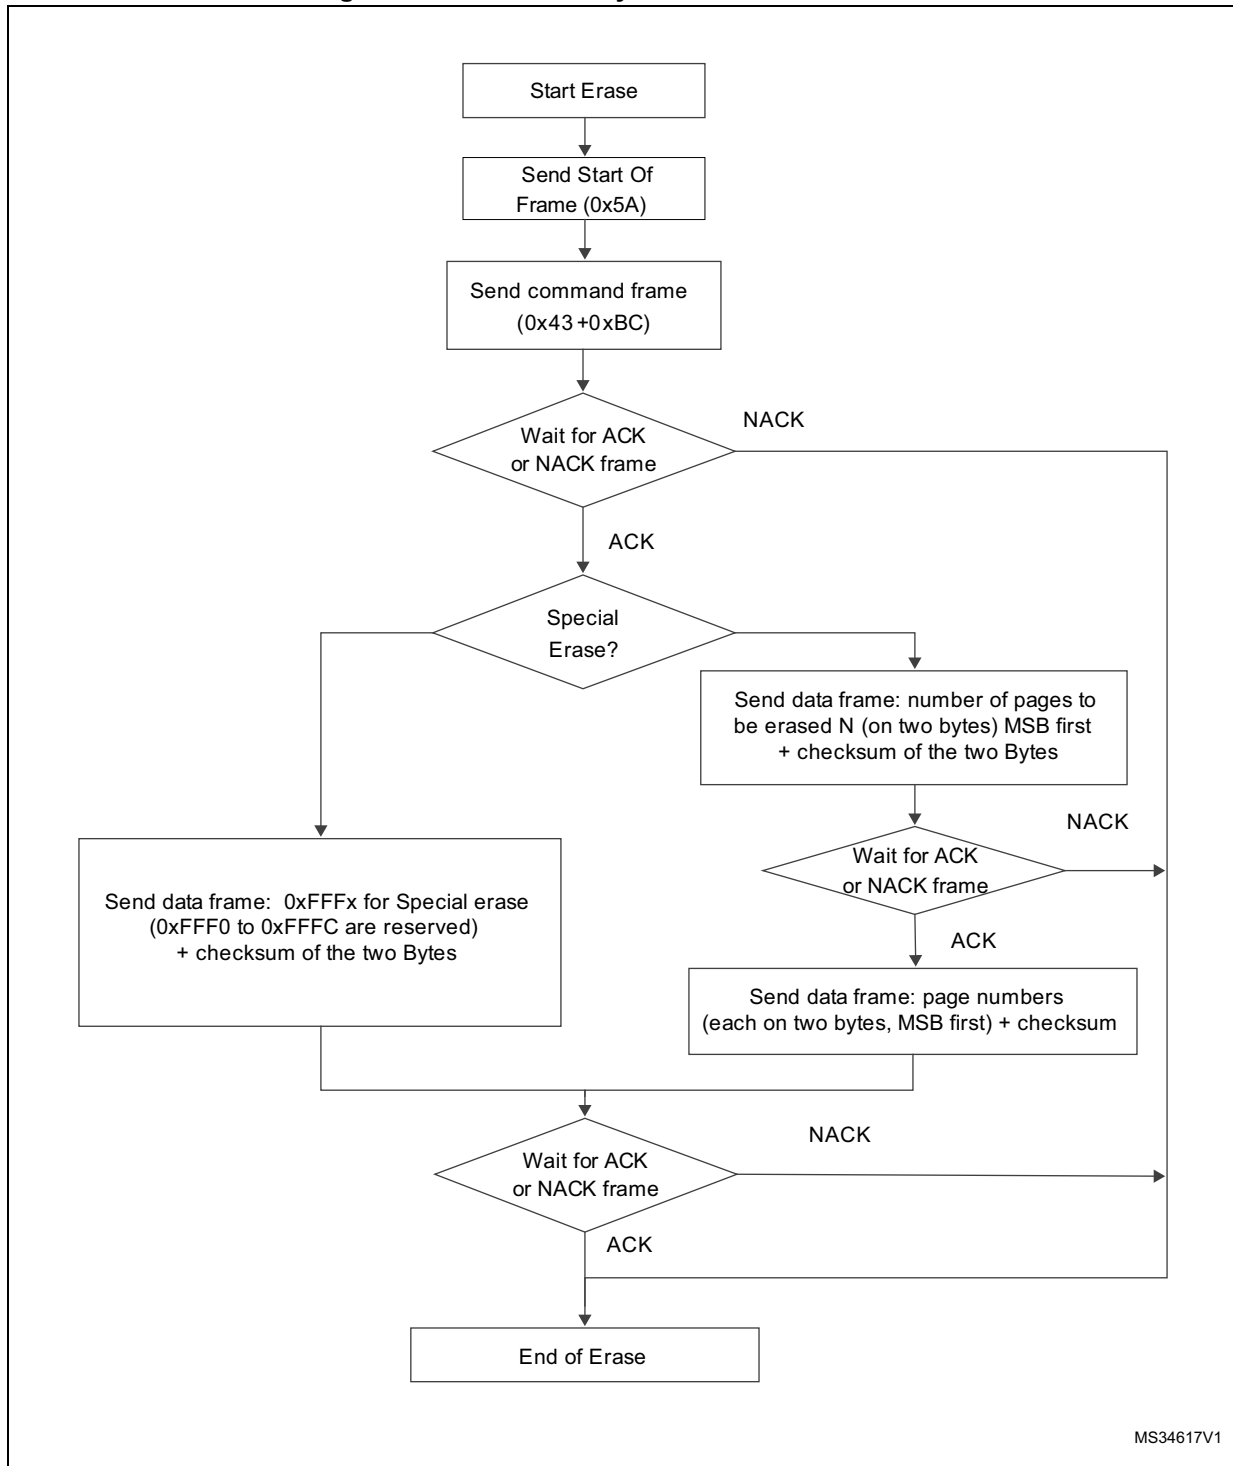 Start Erase
Send Start Of
Frame (0x5A)
Send command frame
(0x43 +0xBC)
NACK
Wait for ACK
or NACK frame
ACK
Special
Erase?
Send data frame: number of pages to
be erased N (on two bytes) MSB first
+ checksum of the two Bytes
NACK
Wait for ACK
or NACK frame
Send data frame:  0xFFFx for Special erase
(0xFFF0 to 0xFFFC are reserved)
+ checksum of the two Bytes
ACK
Send data frame: page numbers
(each on two bytes, MSB first) + checksum
NACK
Wait for ACK
or NACK frame
ACK
End of Erase
MS34617V1